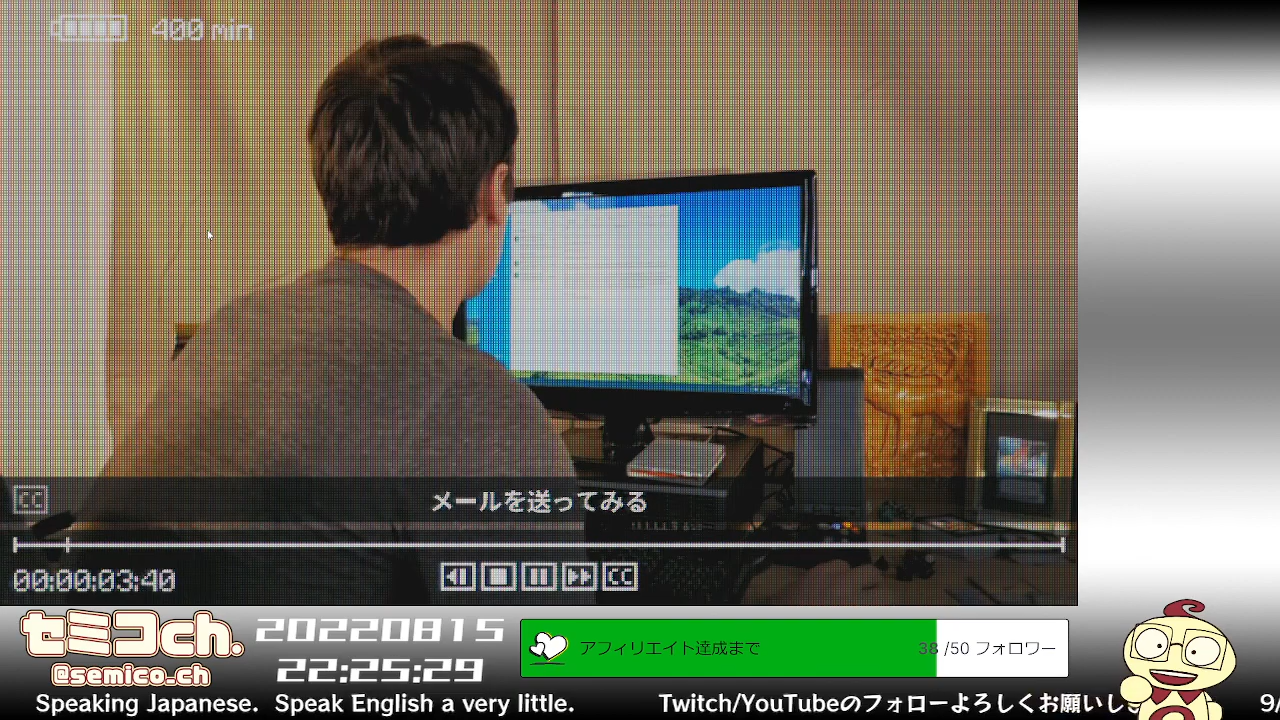 400 min
CC
メールを送ってみる
00:00:03:40
CC
セミコch.
@semico_ch
20220815
22:25:29
アフィリエイト達成まで
38 /50 フォロワー
Speaking Japanese. Speak English a very little.
Twitch/YouTubeのフォローよろしくお願いし
9/